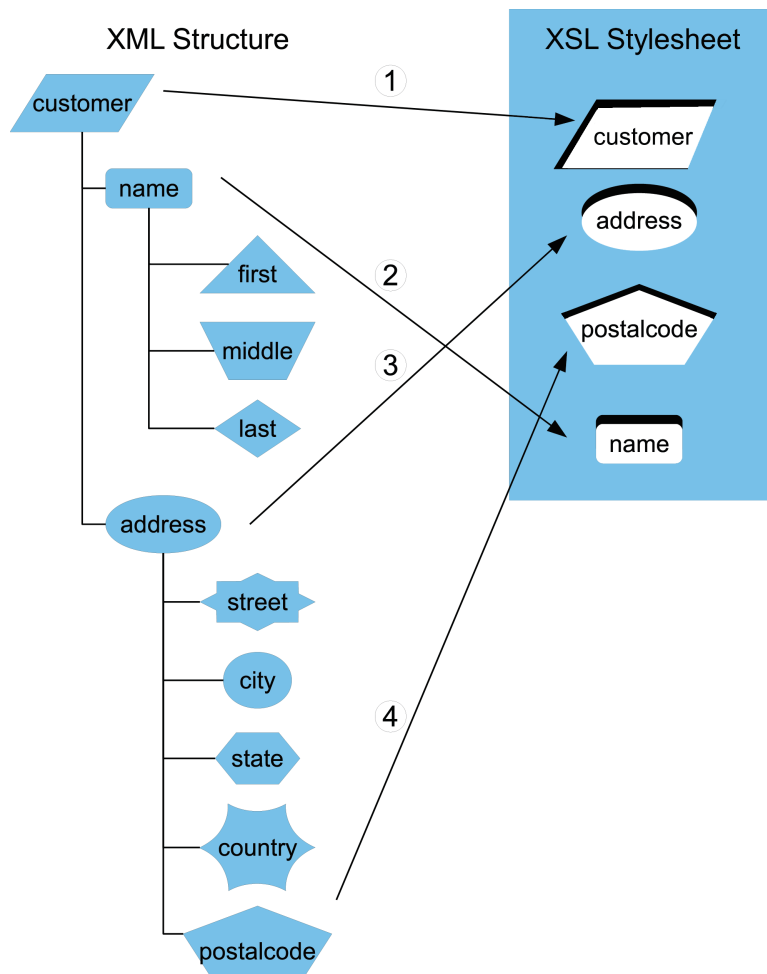 XML Structure
customer
name
first
middle
last
address
street
city
state
country
postalcode
1
2
3
4
XSL Stylesheet
customer
address
postalcode
name